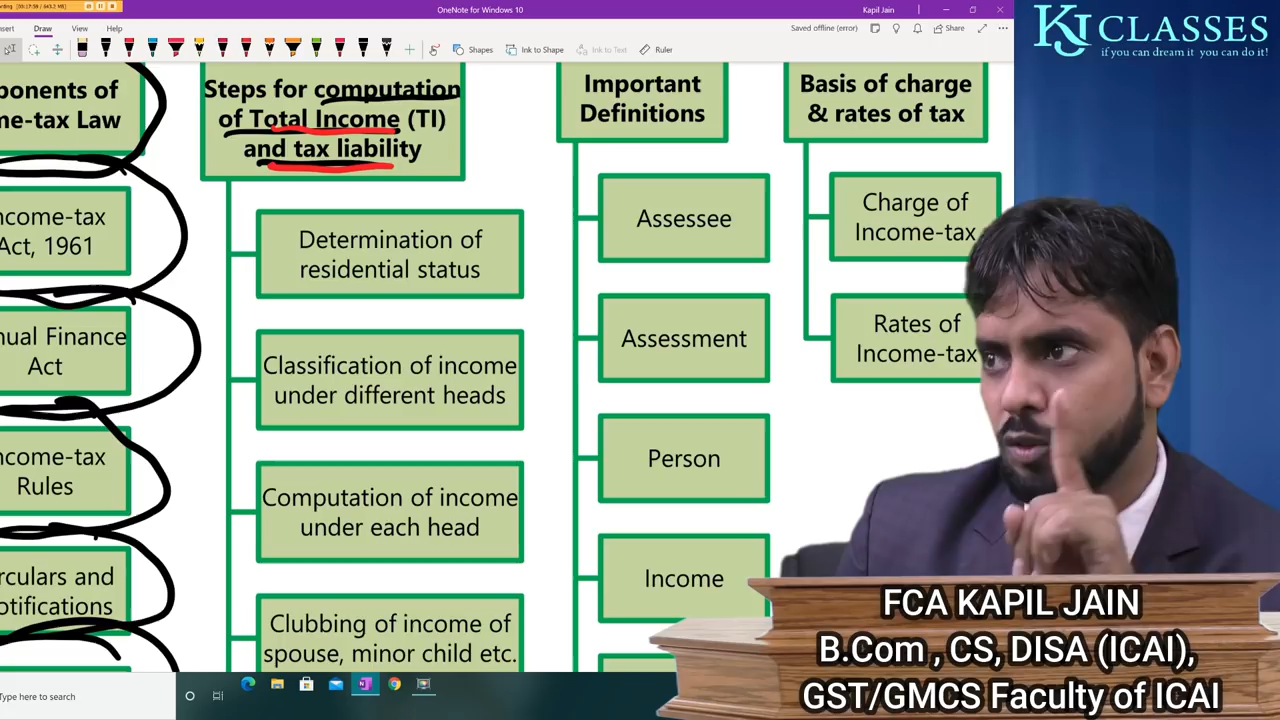 OneNote for Windows 10
Kapil Jain
Insert
Draw
View
Help
Shapes
Ink to Shape
Ink to Text
Ruler
Saved offline (error)
Share
KJ CLASSES
if you can dream it you can do it!
ponents of
me-tax Law
ncome-tax
Act, 1961
nual Finance
Act
ncome-tax
Rules
rculars and
otifications
Steps for computation
of Total Income (TI)
and tax liability
Determination of
residential status
Classification of income
under different heads
Computation of income
under each head
Clubbing of income of
spouse, minor child etc.
Important
Definitions
Assessee
Assessment
Person
Income
Basis of charge
& rates of tax
Charge of
Income-tax
Rates of
Income-tax
FCA KAPIL JAIN
B.Com , CS, DISA (ICAI),
GST/GMCS Faculty of ICAI
Type here to search